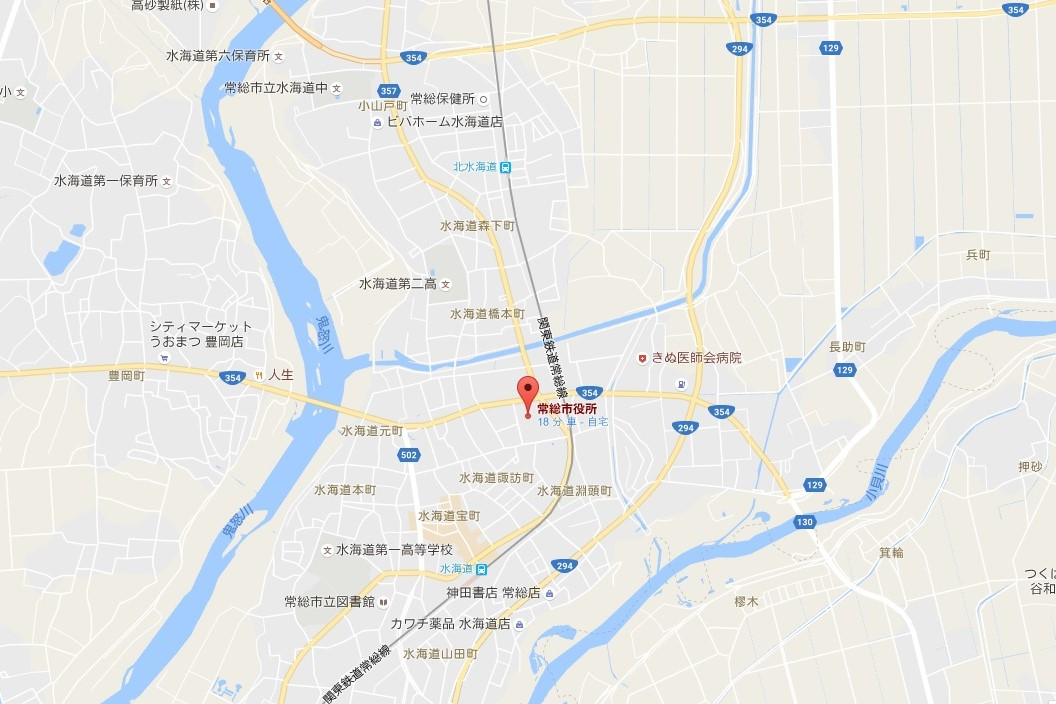 高砂製紙(株)
354
354
294
129
水海道第六保育所
354
小
常総市立水海道中
357
小山戸町
常総保健所
ビバホーム水海道店
北水海道
水海道第一保育所
水海道森下町
兵町
水海道第二高
水海道橋本町
鬼怒川
関東鉄道常総線
シティマーケット
うおまつ 豊岡店
長助町
きぬ医師会病院
129
豊岡町
354
人生
354
常総市役所
18 分 車 - 自宅
354
294
水海道元町
502
水海道諏訪町
水海道淵頭町
水海道本町
押砂
小貝川
129
130
水海道宝町
鬼怒川
水海道第一高等学校
箕輪
水海道
294
つくは
谷和
神田書店 常総店
常総市立図書館
樛木
カワチ薬品 水海道店
水海道山田町
関東鉄道常総線